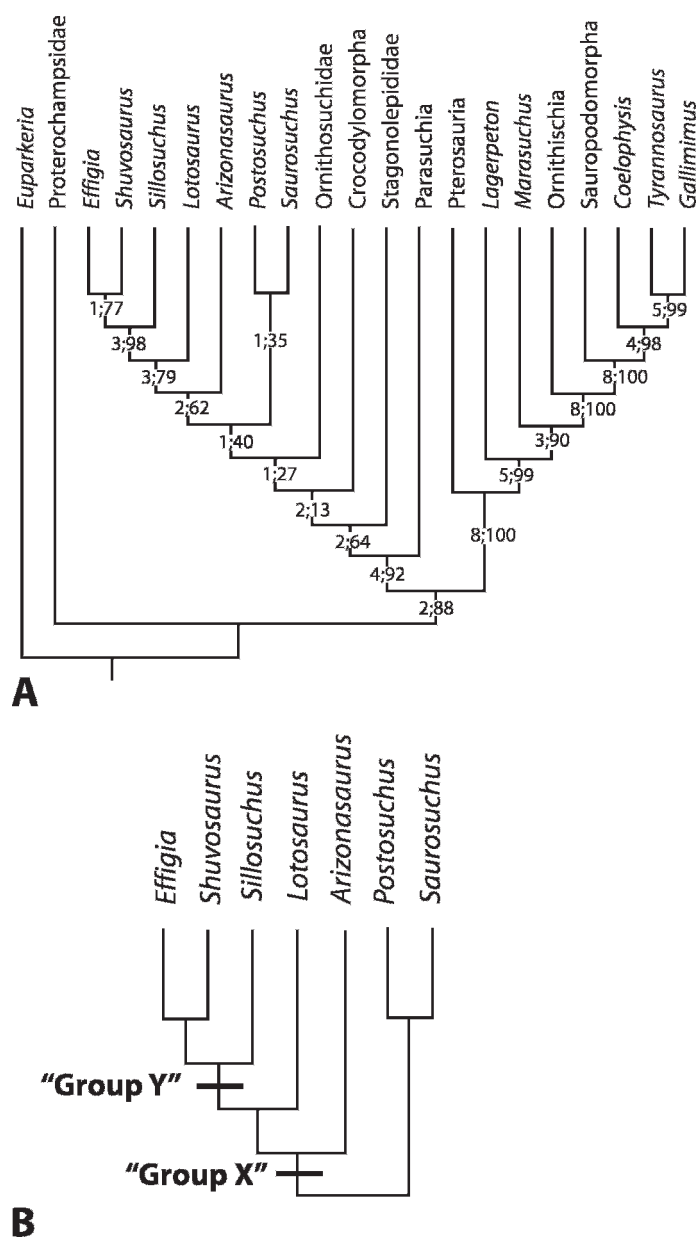 Euparkeria
Proterochampsidae
Effigia
Shuvosaurus
Sillosuchus
Lotosaurus
Arizonasaurus
Postosuchus
Saurosuchus
Ornithosuchidae
Crocodylomorpha
Stagonolepididae
Parasuchia
Pterosauria
Lagerpeton
Marasuchus
Ornithischia
Sauropodomorpha
Coelophysis
Tyrannosaurus
Gallimimus
1;77
5;99
3;98
1;35
4;98
3;79
8;100
2;62
8;100
1;40
3;90
1;27
5;99
2;13
8;100
2;64
4;92
2;88
A
Effigia
Shuvosaurus
Sillosuchus
Lotosaurus
Arizonasaurus
Postosuchus
Saurosuchus
“Group Y”
“Group X”
B